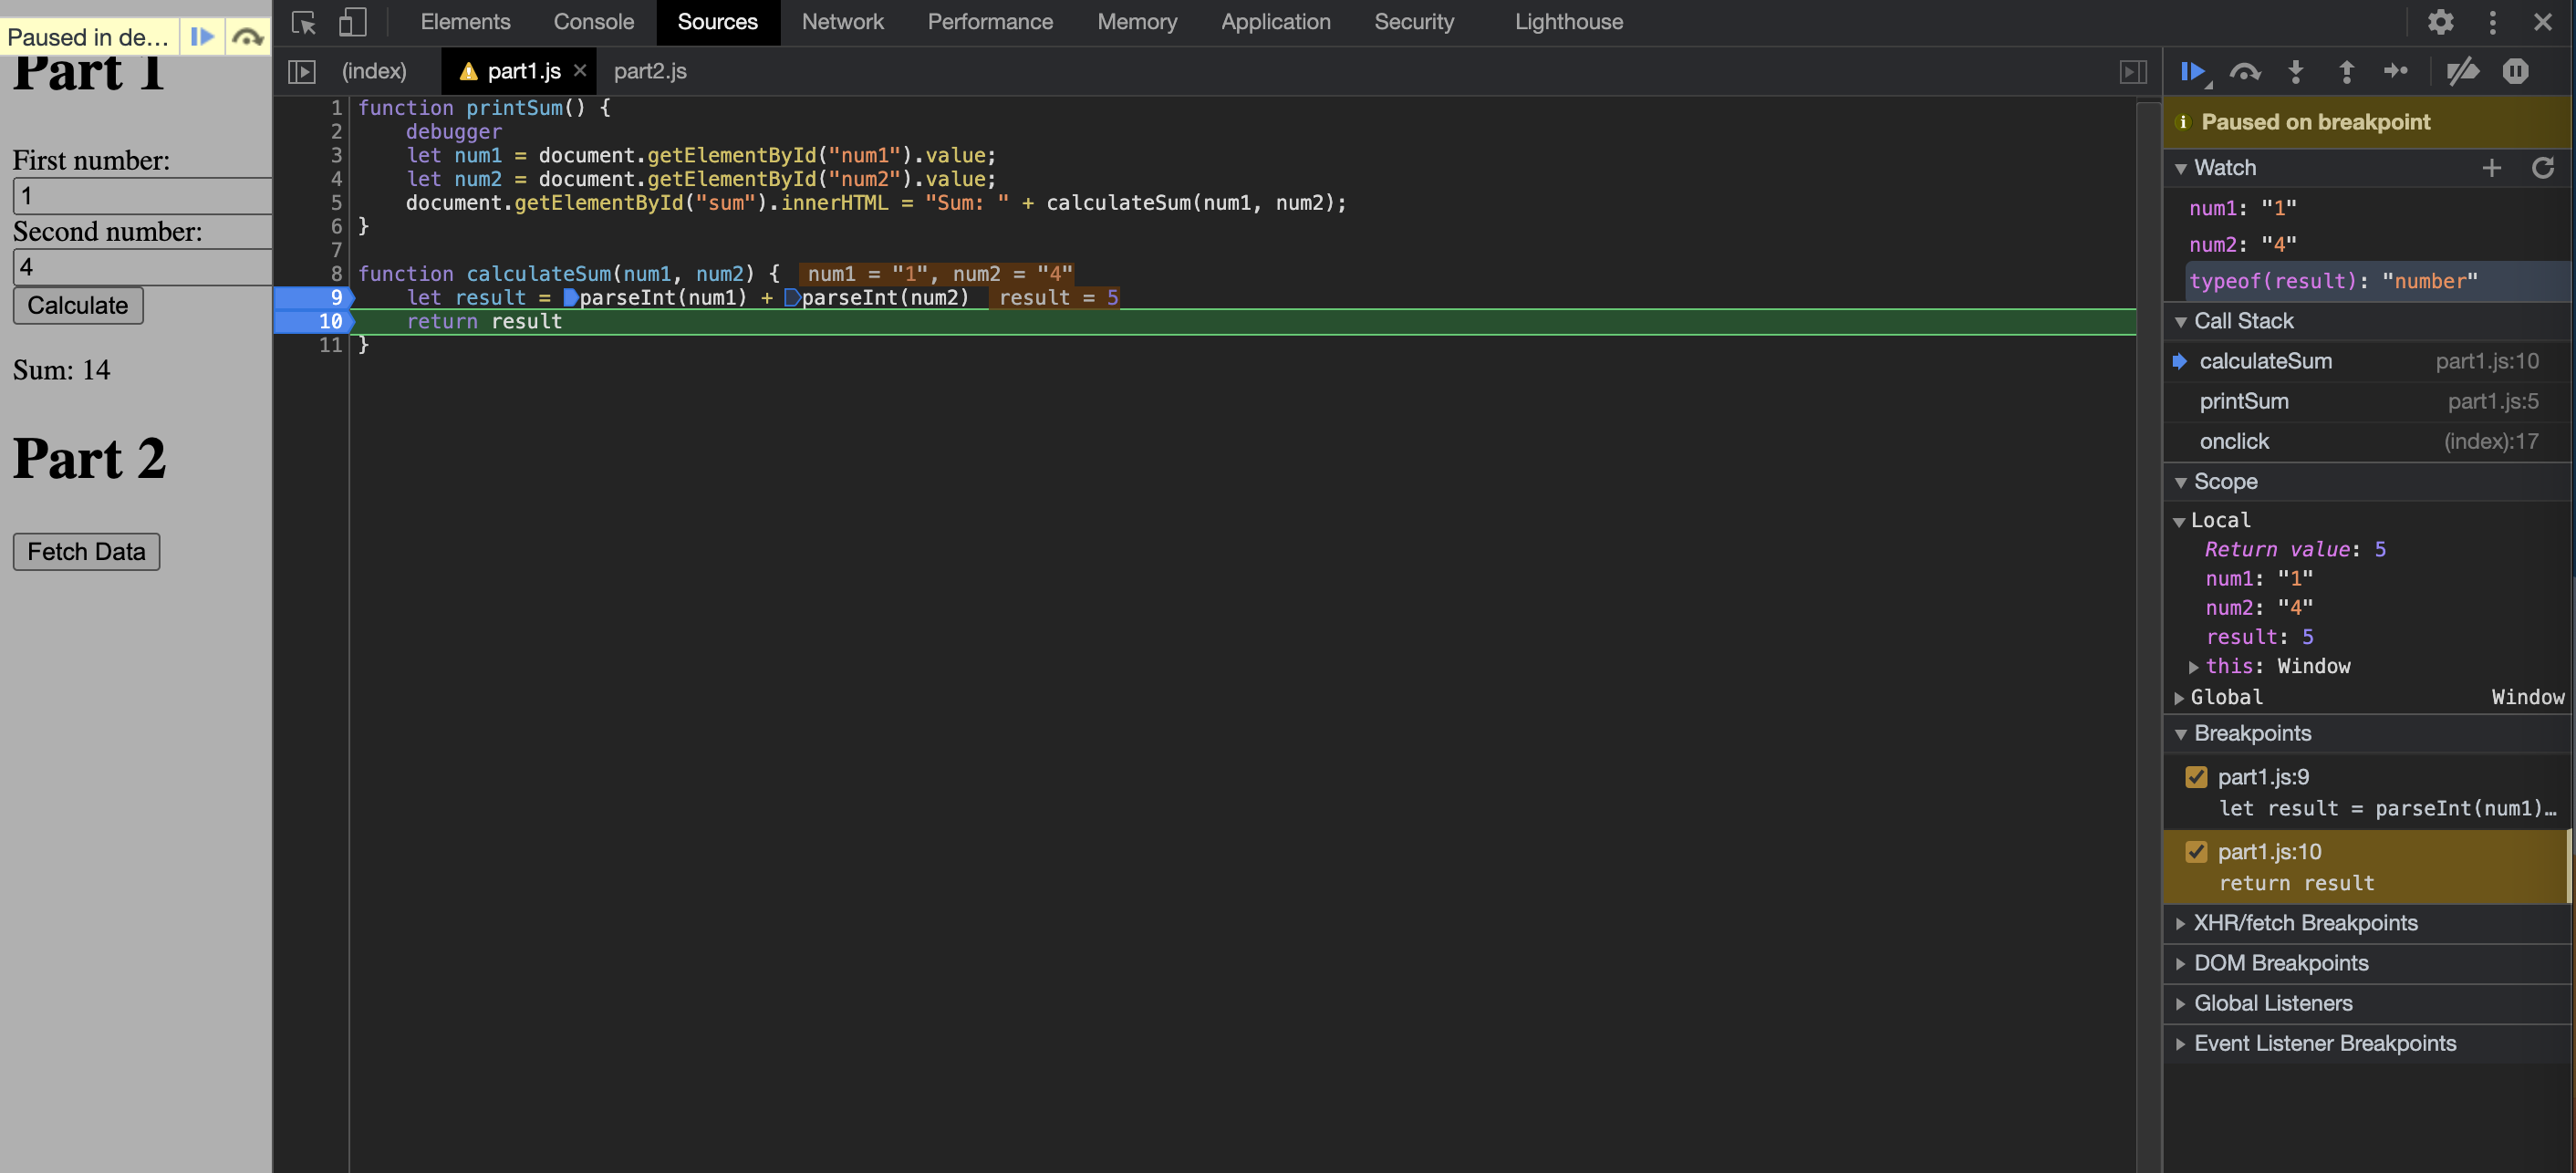 Paused in de...
Part 1
First number:
1
Second number:
4
Calculate
Sum: 14
Part 2
Fetch Data
Elements Console Sources Network Performance Memory Application Security Lighthouse
(index) part1.js part2.js
1 function printSum() {
2 debugger
3 let num1 = document.getElementById("num1").value;
4 let num2 = document.getElementById("num2").value;
5 document.getElementById("sum").innerHTML = "Sum: " + calculateSum(num1, num2);
6 }
7
8 function calculateSum(num1, num2) { num1 = "1", num2 = "4"
9 let result = parseInt(num1) + parseInt(num2) result = 5
10 return result
11 }
Paused on breakpoint
Watch
num1: "1"
num2: "4"
typeof(result): "number"
Call Stack
calculateSum part1.js:10
printSum part1.js:5
onclick (index):17
Scope
Local
Return value: 5
num1: "1"
num2: "4"
result: 5
this: Window
Global Window
Breakpoints
part1.js:9
let result = parseInt(num1)…
part1.js:10
return result
XHR/fetch Breakpoints
DOM Breakpoints
Global Listeners
Event Listener Breakpoints